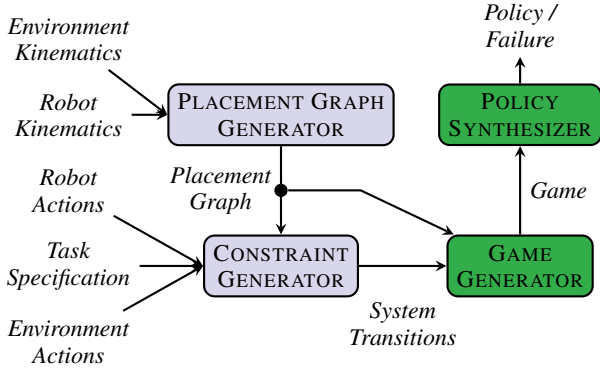 Environment
Kinematics
Policy /
Failure
Robot
Kinematics
PLACEMENT GRAPH
GENERATOR
POLICY
SYNTHESIZER
Robot
Actions
Placement
Graph
Game
Task
Specification
CONSTRAINT
GENERATOR
GAME
GENERATOR
Environment
Actions
System
Transitions